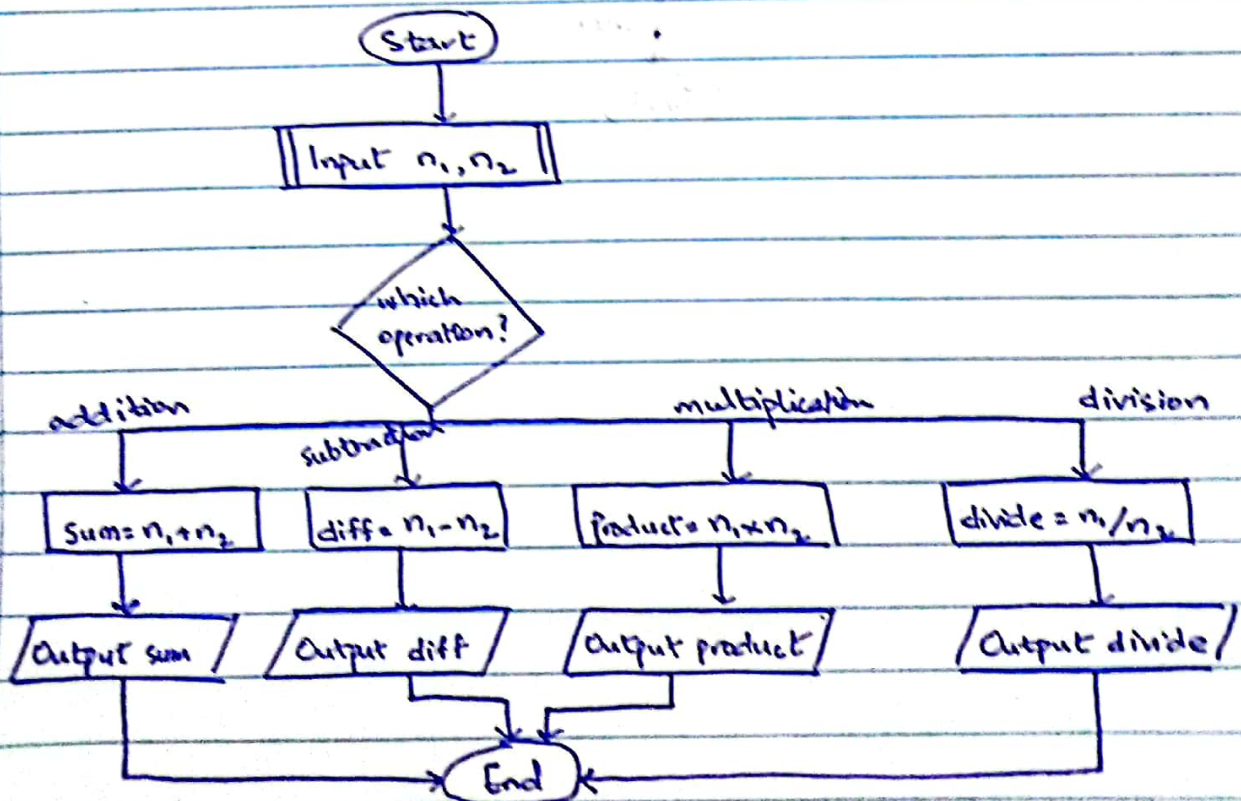 Start
Input n₁, n₂
which
operation?
addition
subtraction
multiplication
division
Sum = n₁ + n₂
diff = n₁ - n₂
Product = n₁ × n₂
divide = n₁ / n₂
Output sum
Output diff
Output product
Output divide
End